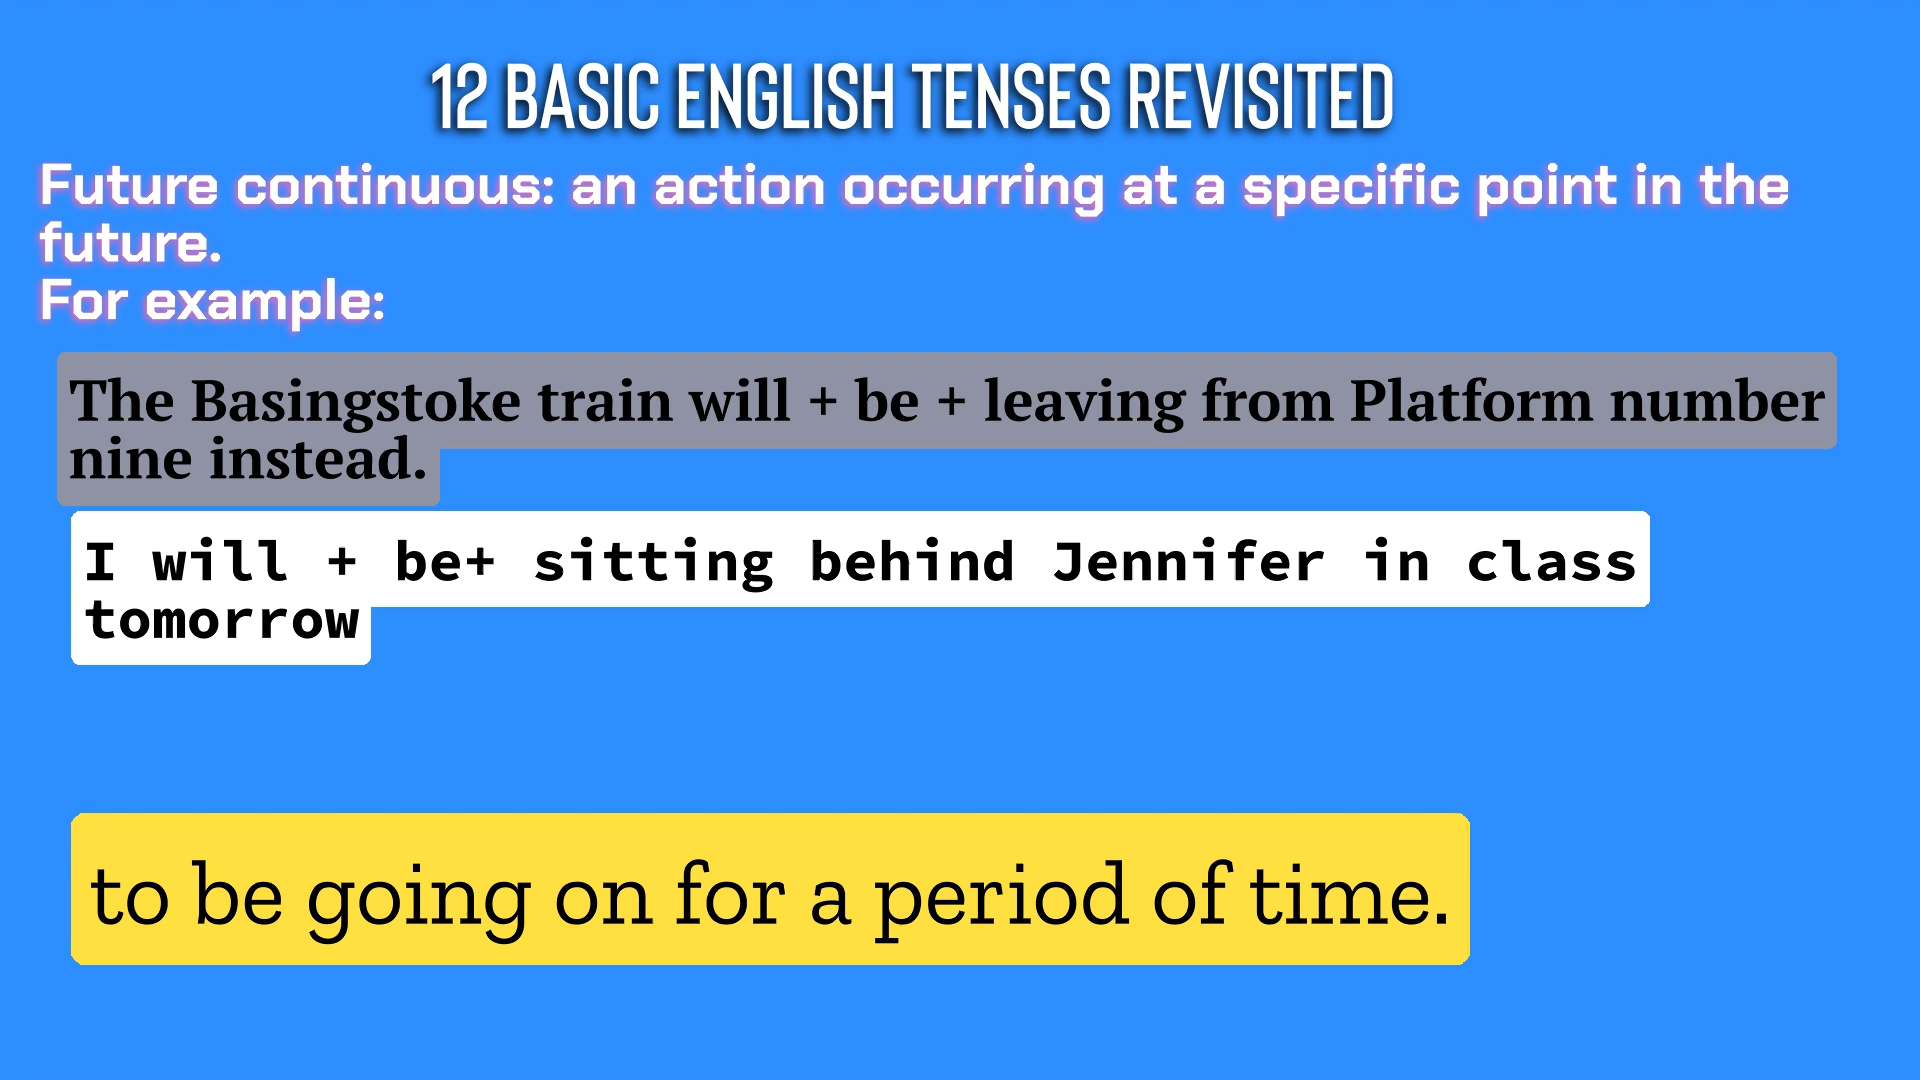 12 BASIC ENGLISH TENSES REVISITED
Future continuous: an action occurring at a specific point in the
future.
For example:
The Basingstoke train will + be + leaving from Platform number
nine instead.
I will + be+ sitting behind Jennifer in class
tomorrow
to be going on for a period of time.